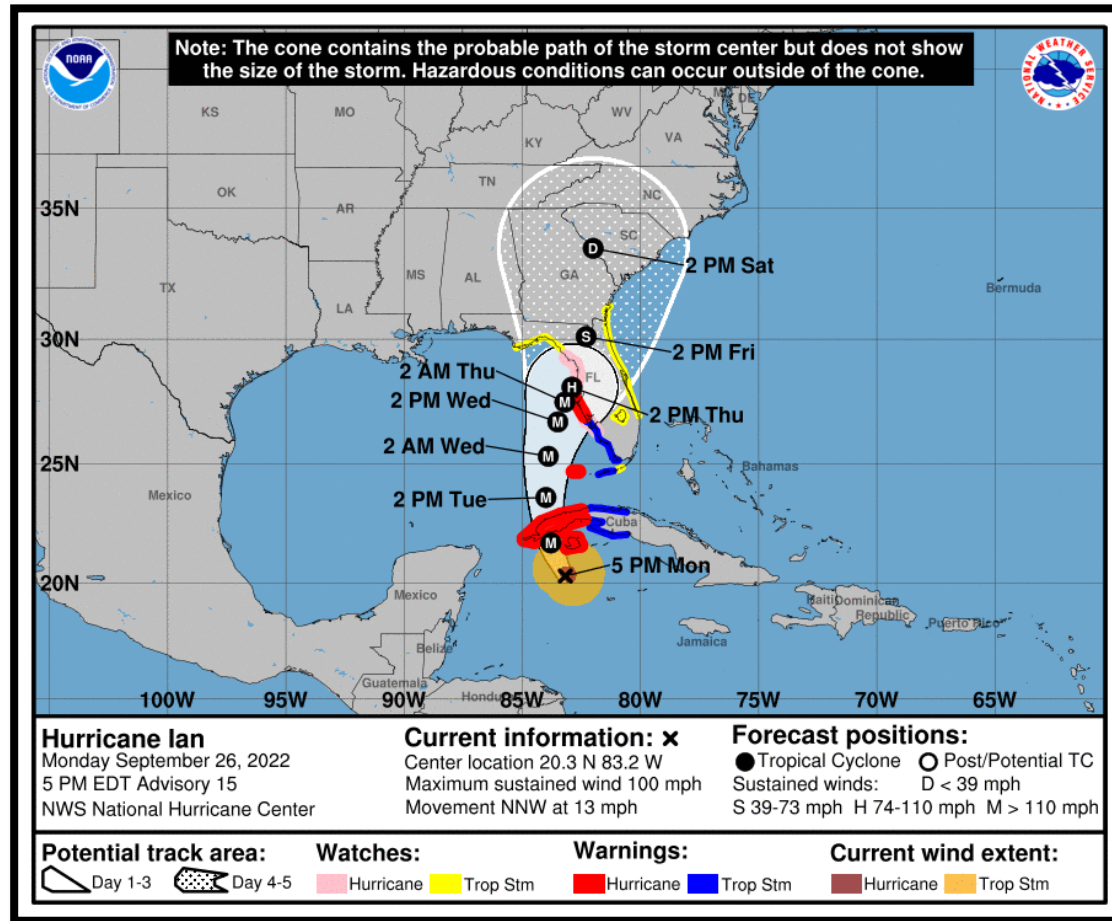 Note: The cone contains the probable path of the storm center but does not show
the size of the storm. Hazardous conditions can occur outside of the cone.
NOAA
NATIONAL WEATHER SERVICE
KS
MO
KY
WV
VA
DE
OK
AR
TN
NC
35N
SC
D
2 PM Sat
TX
LA
MS
AL
GA
Bermuda
30N
S
2 PM Fri
2 AM Thu
FL
H
M
2 PM Wed
2 PM Thu
M
2 AM Wed
M
25N
Bahamas
Mexico
2 PM Tue
M
Cuba
M
5 PM Mon
20N
Mexico
Haiti
Dominican
Republic
Puerto Rico
Belize
Jamaica
Guatemala
Hondu
100W
95W
90W
85W
80W
75W
70W
65W
Hurricane Ian
Monday September 26, 2022
5 PM EDT Advisory 15
NWS National Hurricane Center
Current information: x
Center location 20.3 N 83.2 W
Maximum sustained wind 100 mph
Movement NNW at 13 mph
Forecast positions:
Tropical Cyclone Post/Potential TC
Sustained winds: D < 39 mph
S 39-73 mph H 74-110 mph M > 110 mph
Potential track area:
Day 1-3 Day 4-5
Watches:
Hurricane Trop Stm
Warnings:
Hurricane Trop Stm
Current wind extent:
Hurricane Trop Stm